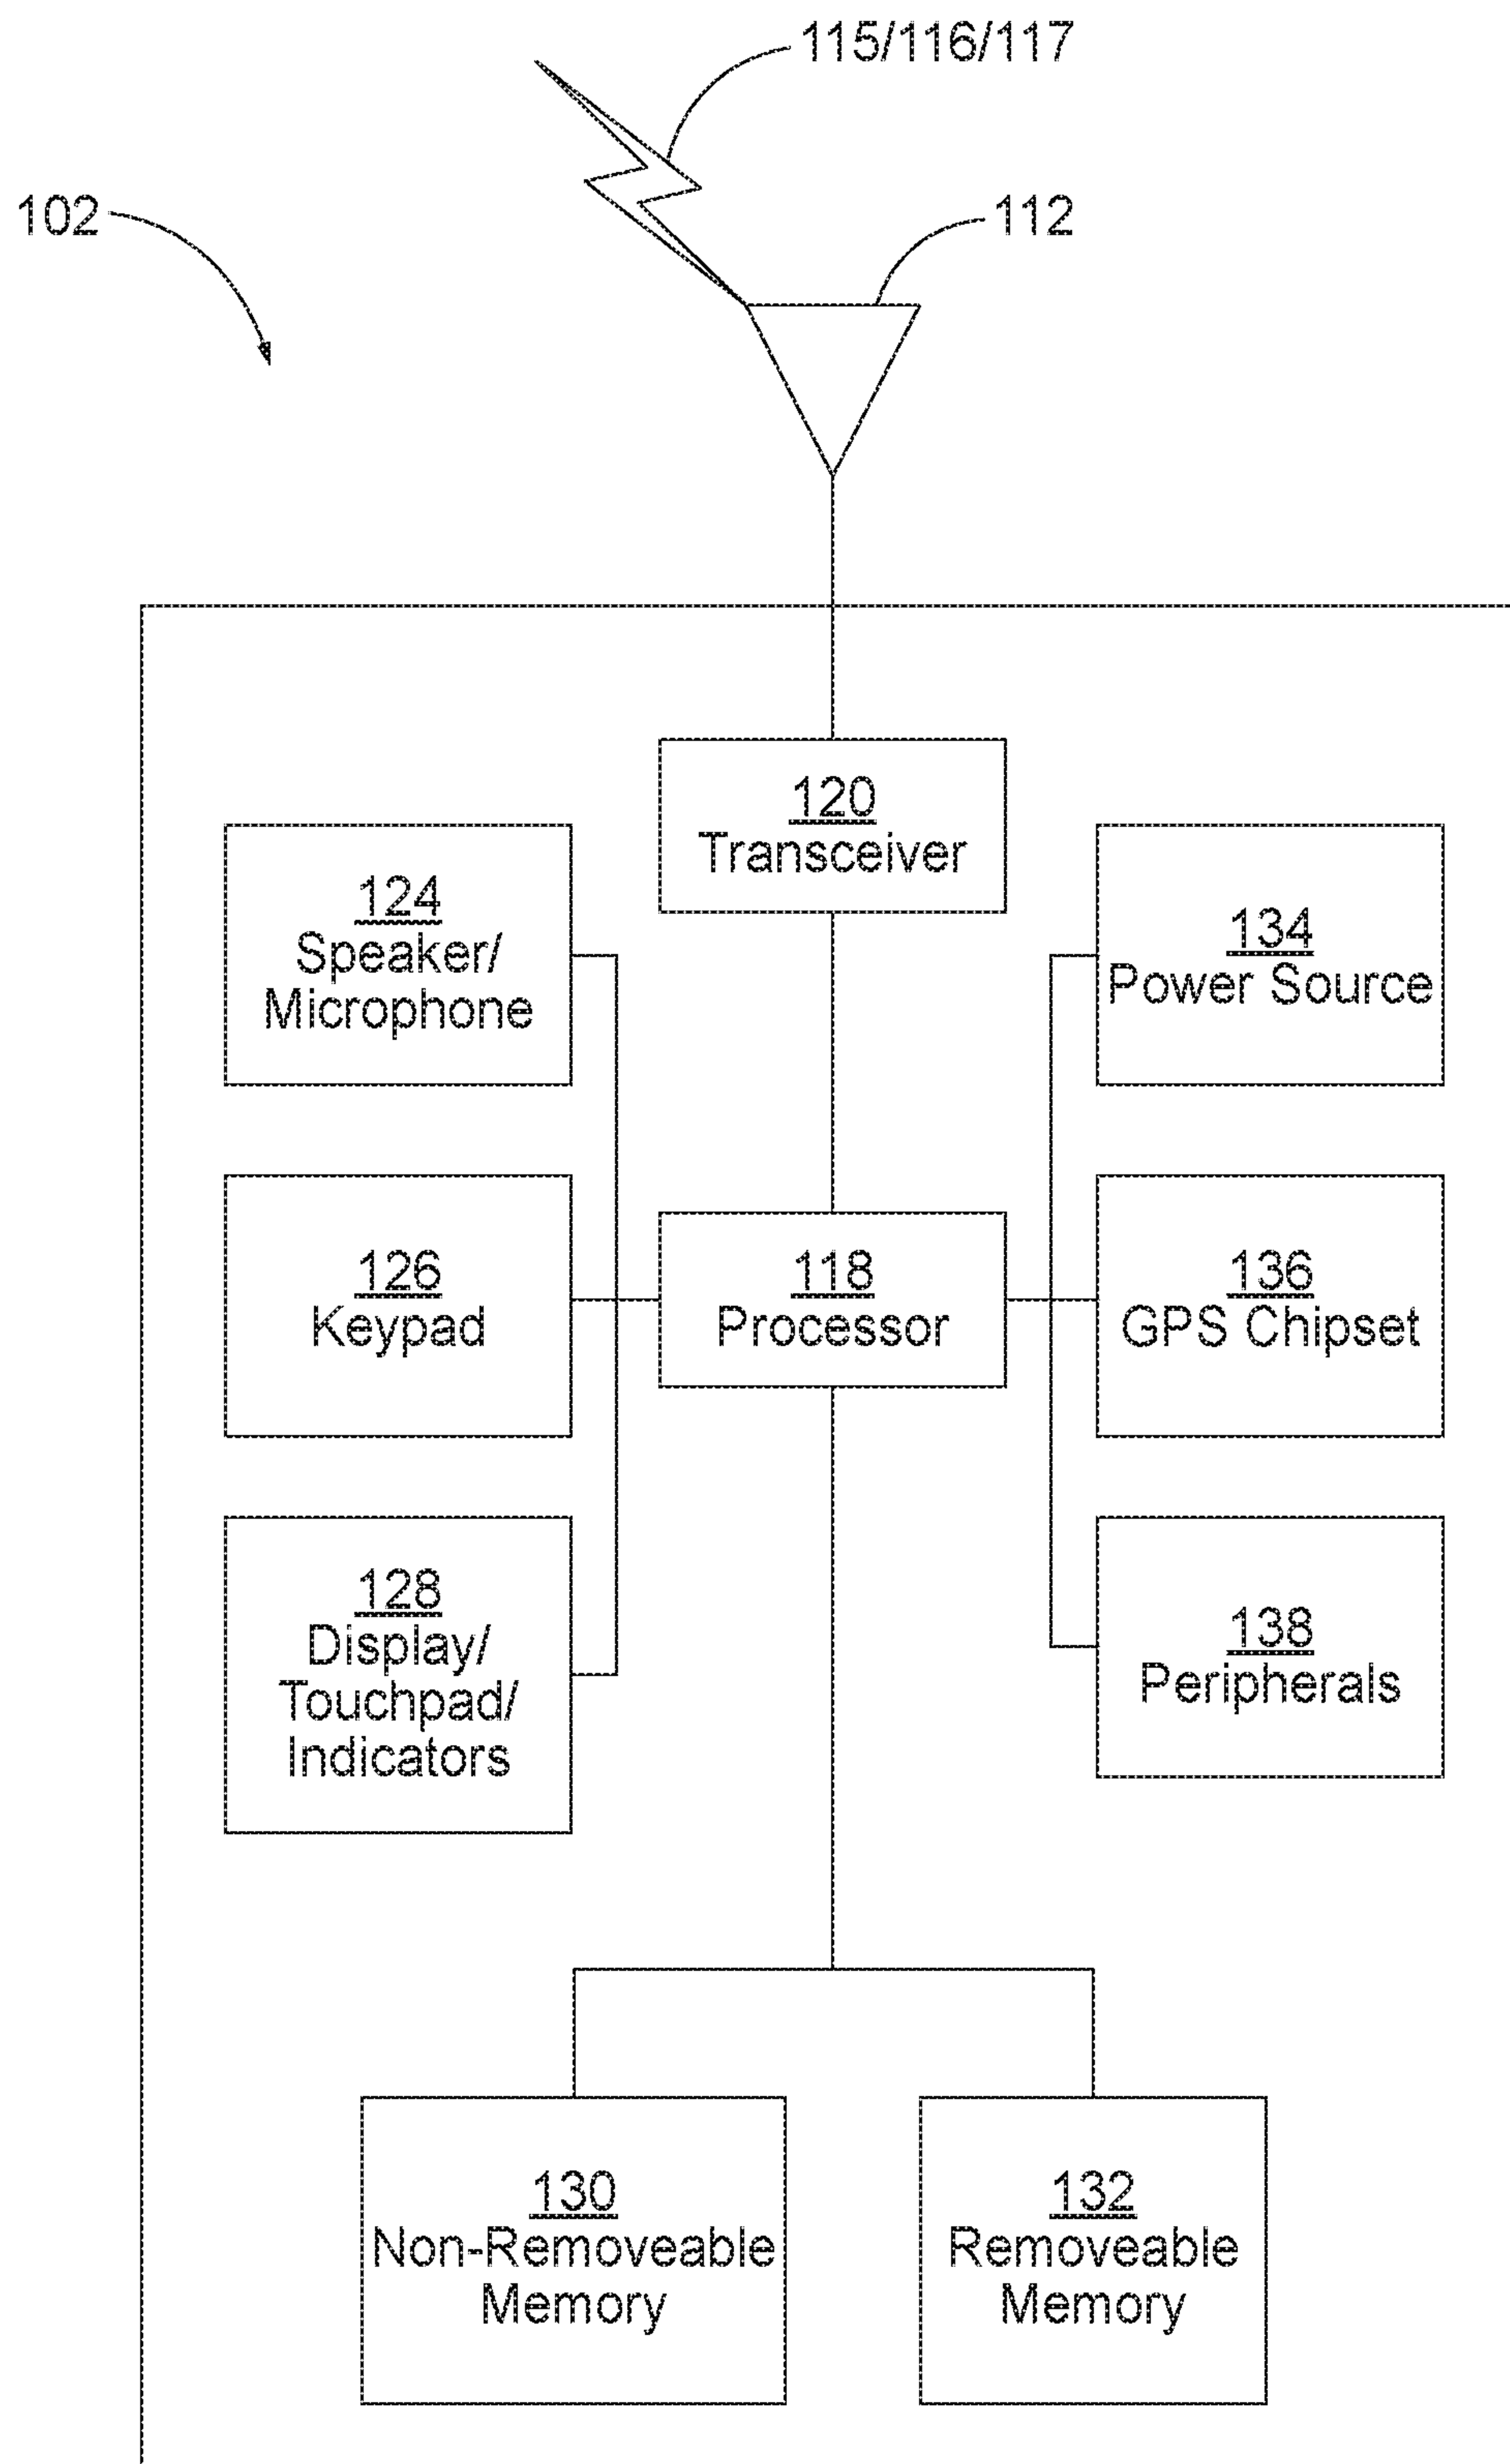 115/116/117
102
112
120
Transceiver
124
Speaker/
Microphone
134
Power Source
126
Keypad
118
Processor
136
GPS Chipset
128
Display/
Touchpad/
Indicators
138
Peripherals
130
Non-Removeable
Memory
132
Removeable
Memory